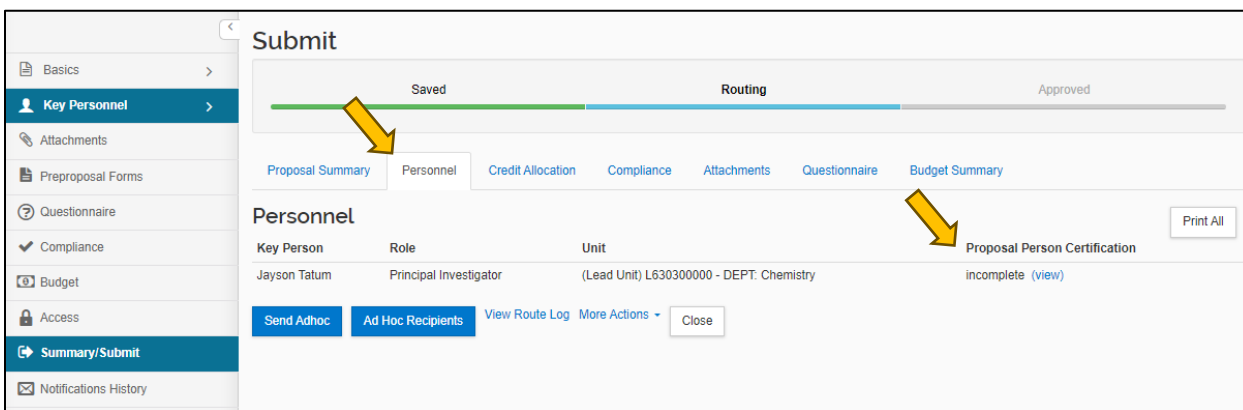 Submit
Basics
Key Personnel
Attachments
Preproposal Forms
Questionnaire
Compliance
Budget
Access
Summary/Submit
Notifications History
Saved Routing Approved
Proposal Summary Personnel Credit Allocation Compliance Attachments Questionnaire Budget Summary
Personnel
Print All
Key Person Role Unit Proposal Person Certification
Jayson Tatum Principal Investigator (Lead Unit) L630300000 - DEPT: Chemistry incomplete (view)
Send Adhoc Ad Hoc Recipients View Route Log More Actions Close